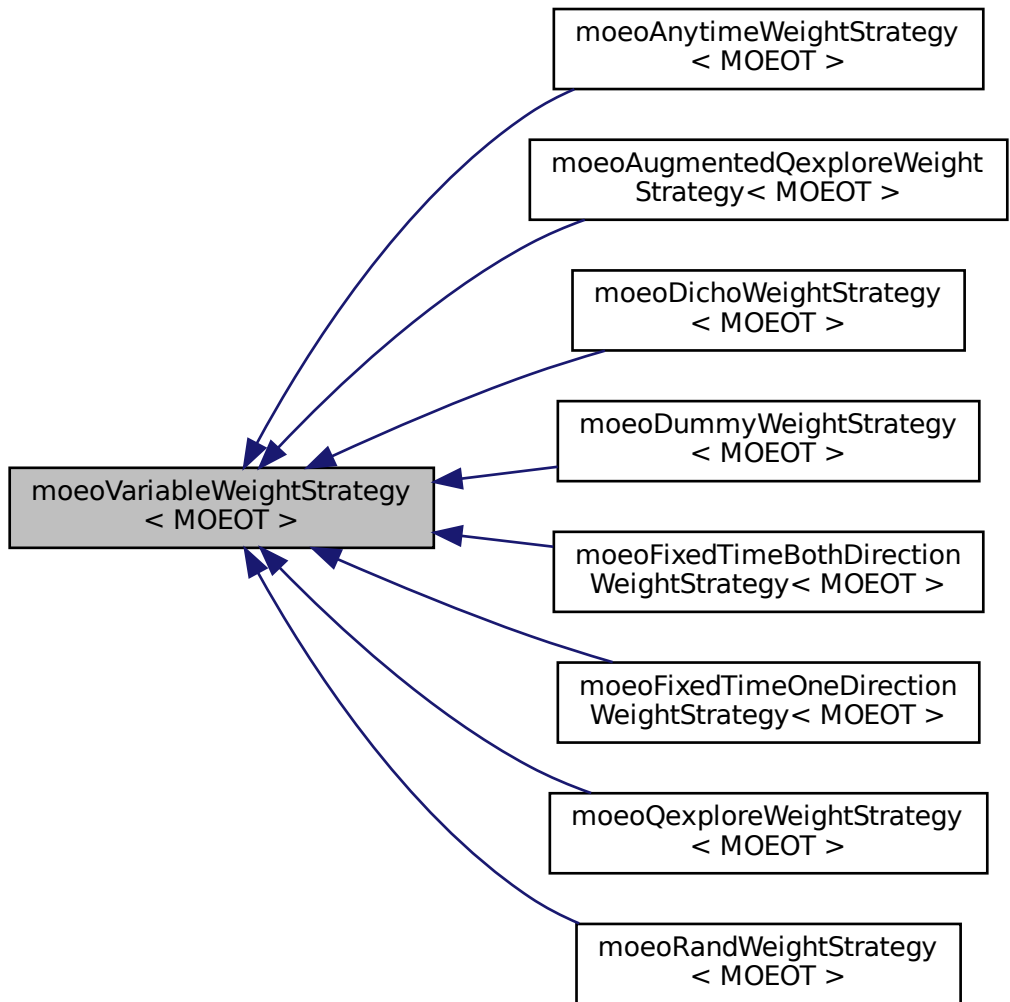 moeoAnytimeWeightStrategy
< MOEOT >
moeoAugmentedQexploreWeight
Strategy< MOEOT >
moeoDichoWeightStrategy
< MOEOT >
moeoDummyWeightStrategy
< MOEOT >
moeoVariableWeightStrategy
< MOEOT >
moeoFixedTimeBothDirection
WeightStrategy< MOEOT >
moeoFixedTimeOneDirection
WeightStrategy< MOEOT >
moeoQexploreWeightStrategy
< MOEOT >
moeoRandWeightStrategy
< MOEOT >